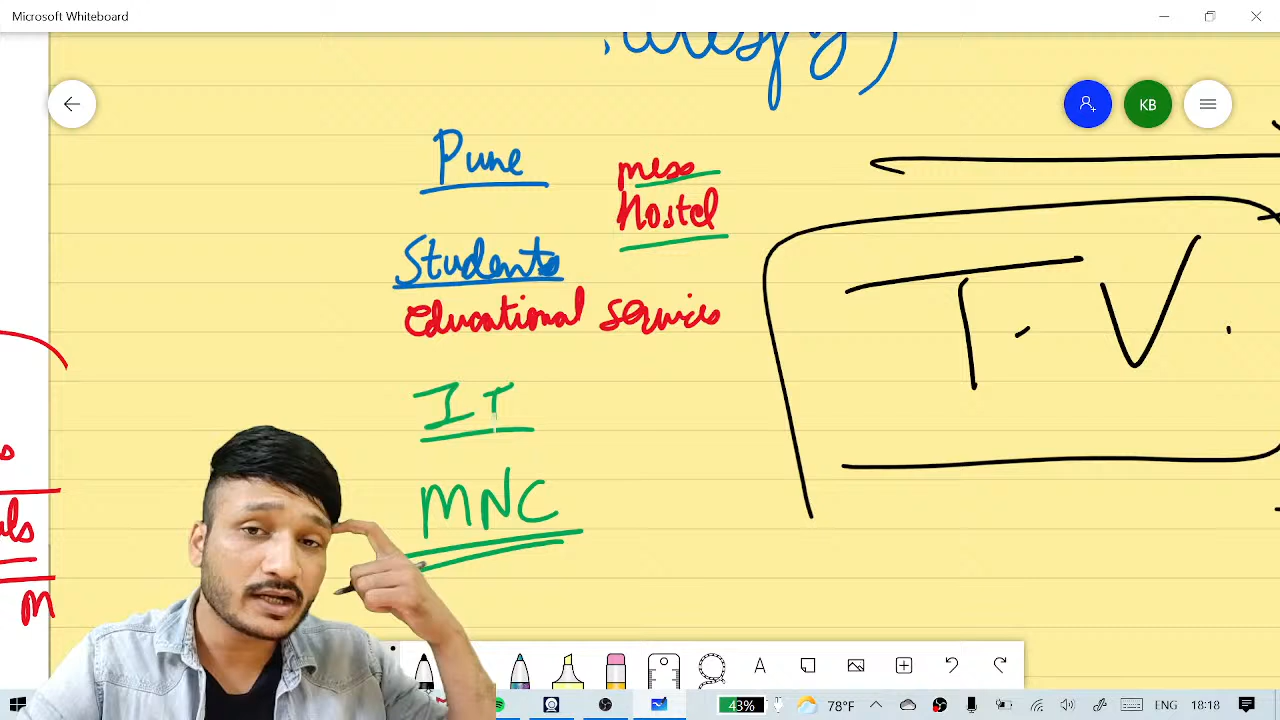 Microsoft Whiteboard
KB
Pune
mess
Hostel
Students
Educational Services
IT
MNC
T. V.
M
A
43%
78°F
ENG
18:18